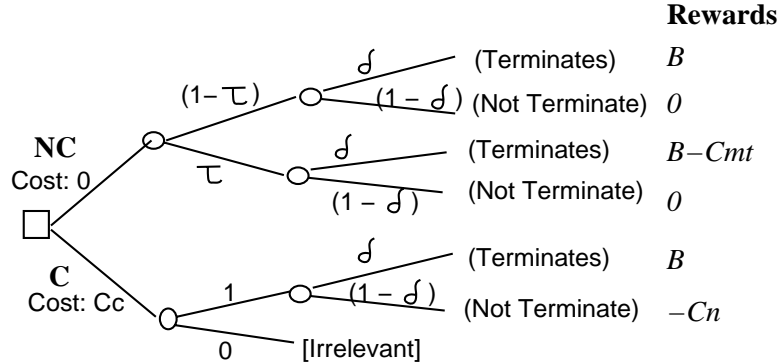 Rewards
ძ (Terminates) B
(1− τ) (1 − ძ) (Not Terminate) 0
NC ძ (Terminates) B−Cmt
Cost: 0 τ (1 − ძ) (Not Terminate) 0
C ძ (Terminates) B
Cost: Cc 1 (1 − ძ) (Not Terminate) −Cn
0 [Irrelevant]